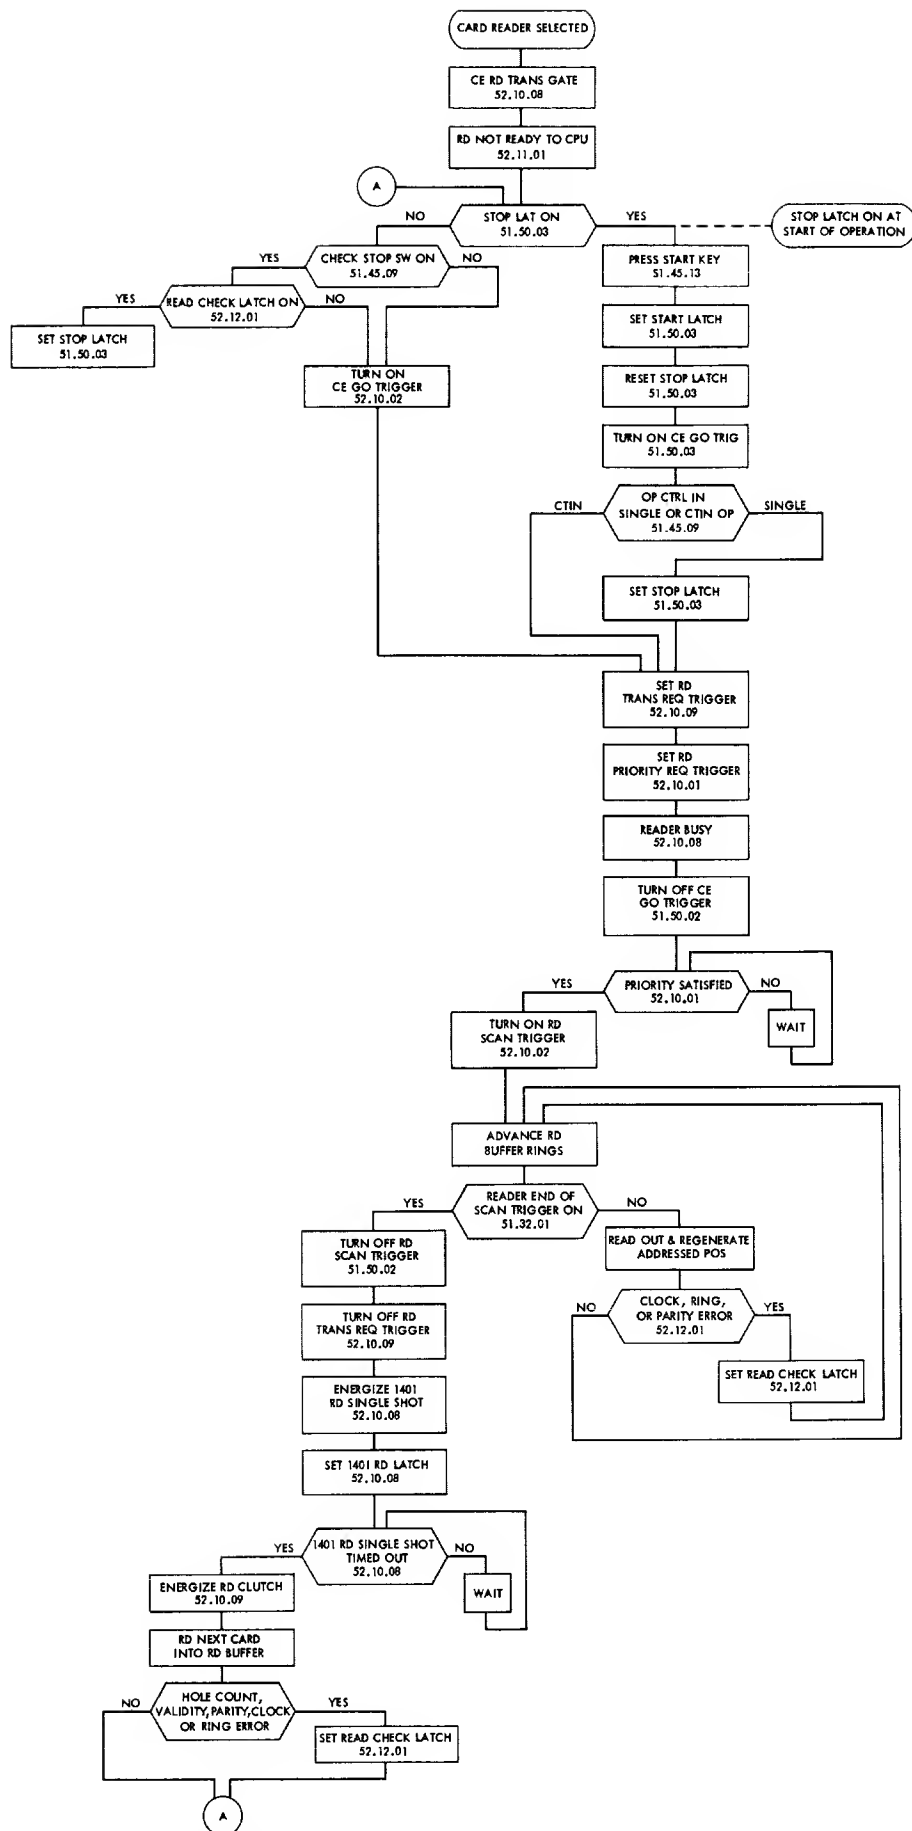 CARD READER SELECTED
CE RD TRANS GATE
52.10.08
RD NOT READY TO CPU
52.11.01
A
NO
STOP LAT ON
51.50.03
YES
STOP LATCH ON AT
START OF OPERATION
YES
CHECK STOP SW ON
51.45.09
NO
PRESS START KEY
51.45.13
YES
READ CHECK LATCH ON
52.12.01
NO
SET STOP LATCH
51.50.03
SET START LATCH
51.50.03
TURN ON
CE GO TRIGGER
52.10.02
RESET STOP LATCH
51.50.03
TURN ON CE GO TRIG
51.50.03
CTIN
OP CTRL IN
SINGLE OR CTIN OP
51.45.09
SINGLE
SET STOP LATCH
51.50.03
SET RD
TRANS REQ TRIGGER
52.10.09
SET RD
PRIORITY REQ TRIGGER
52.10.01
READER BUSY
52.10.08
TURN OFF CE
GO TRIGGER
51.50.02
YES
PRIORITY SATISFIED
52.10.01
NO
WAIT
TURN ON RD
SCAN TRIGGER
52.10.02
ADVANCE RD
BUFFER RINGS
YES
READER END OF
SCAN TRIGGER ON
51.32.01
NO
TURN OFF RD
SCAN TRIGGER
51.50.02
READ OUT & REGENERATE
ADDRESSED POS
NO
CLOCK, RING,
OR PARITY ERROR
52.12.01
YES
TURN OFF RD
TRANS REQ TRIGGER
52.10.09
SET READ CHECK LATCH
52.12.01
ENERGIZE 1401
RD SINGLE SHOT
52.10.08
SET 1401 RD LATCH
52.10.08
YES
1401 RD SINGLE SHOT
TIMED OUT
52.10.08
NO
WAIT
ENERGIZE RD CLUTCH
52.10.09
RD NEXT CARD
INTO RD BUFFER
NO
HOLE COUNT,
VALIDITY,PARITY,CLOCK
OR RING ERROR
YES
SET READ CHECK LATCH
52.12.01
A